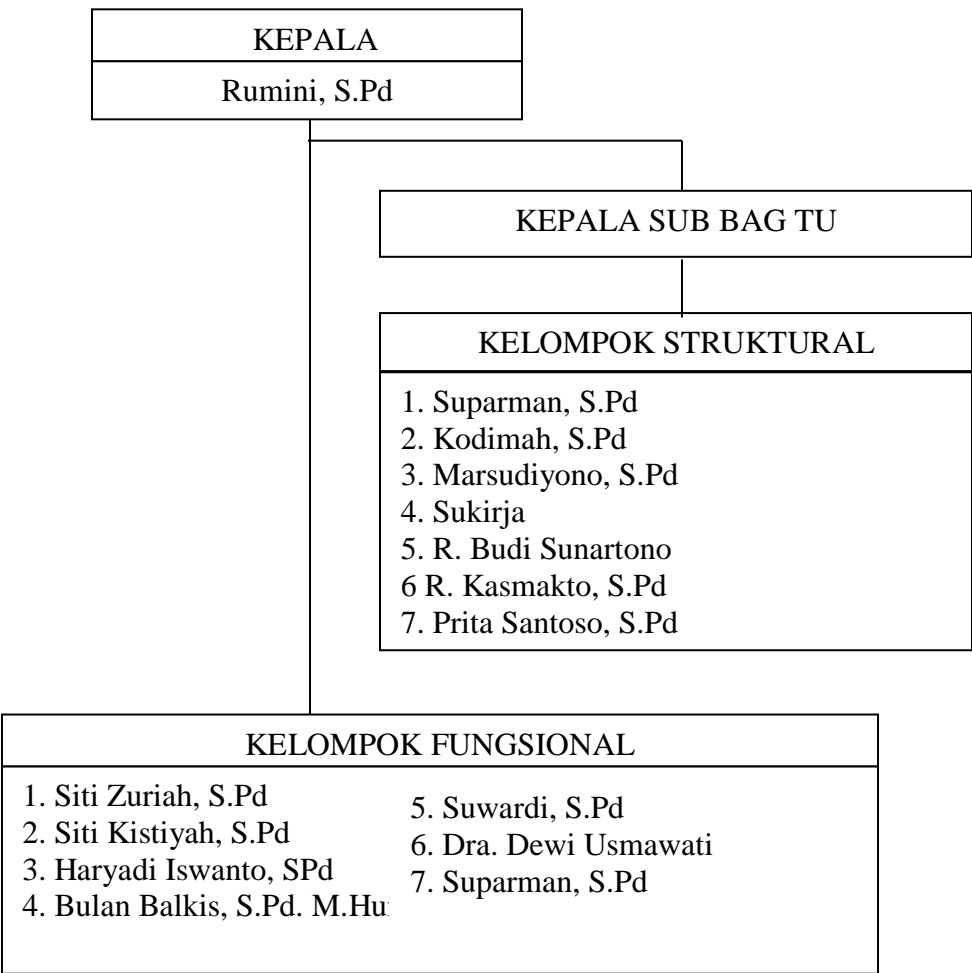 KEPALA
Rumini, S.Pd
KEPALA SUB BAG TU
KELOMPOK STRUKTURAL
1. Suparman, S.Pd
2. Kodimah, S.Pd
3. Marsudiyono, S.Pd
4. Sukirja
5. R. Budi Sunartono
6 R. Kasmakto, S.Pd
7. Prita Santoso, S.Pd
KELOMPOK FUNGSIONAL
1. Siti Zuriah, S.Pd
2. Siti Kistiyah, S.Pd
3. Haryadi Iswanto, SPd
4. Bulan Balkis, S.Pd.
5. Suwardi, S.Pd
6. Dra. Dewi Usmawati
7. Suparman, S.Pd